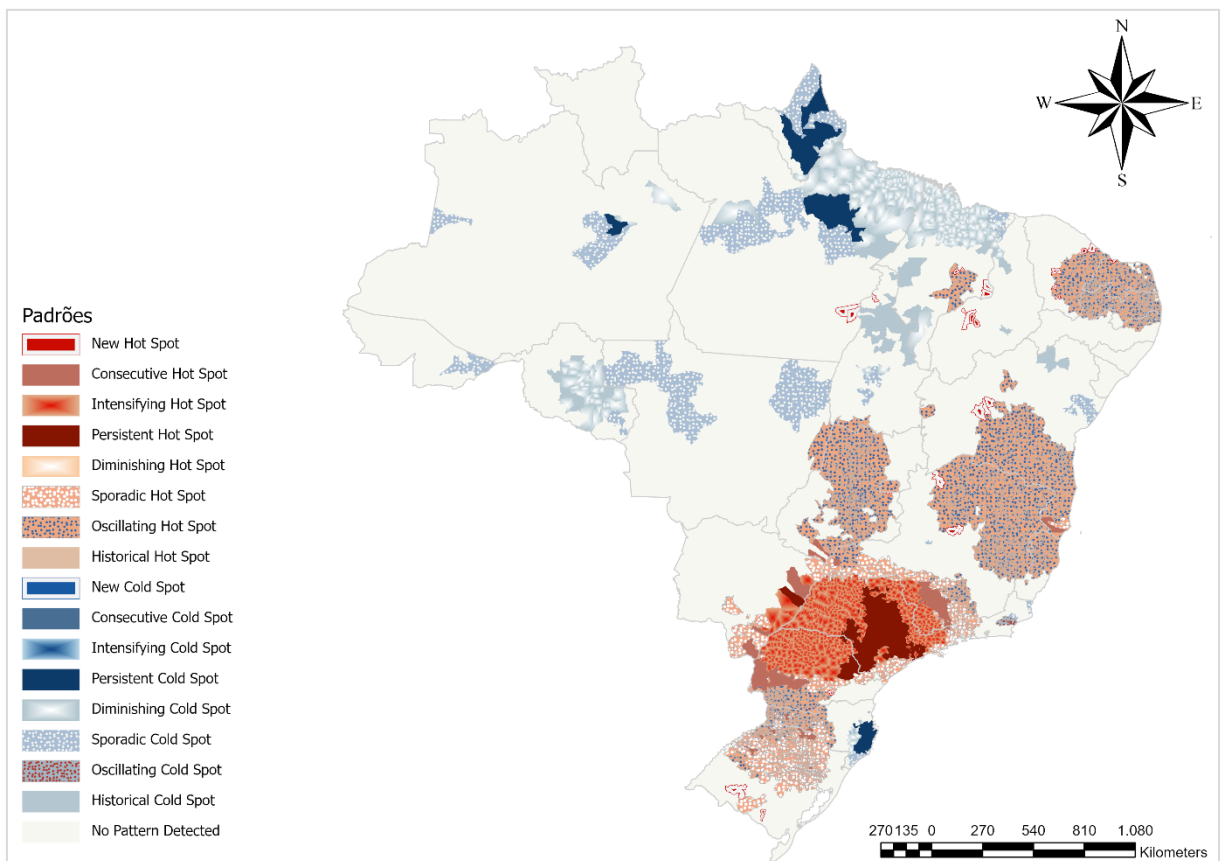 N
W
E
S
Padrões
New Hot Spot
Consecutive Hot Spot
Intensifying Hot Spot
Persistent Hot Spot
Diminishing Hot Spot
Sporadic Hot Spot
Oscillating Hot Spot
Historical Hot Spot
New Cold Spot
Consecutive Cold Spot
Intensifying Cold Spot
Persistent Cold Spot
Diminishing Cold Spot
Sporadic Cold Spot
Oscillating Cold Spot
Historical Cold Spot
No Pattern Detected
270 135 0 270 540 810 1.080
Kilometers